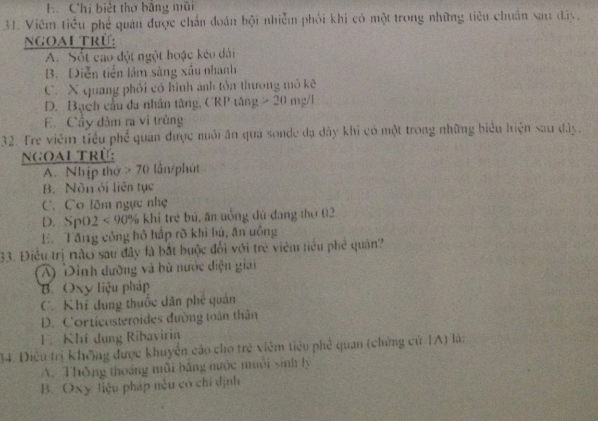 E. Chỉ biết thở bằng mũi
31. Viêm tiểu phế quản được chẩn đoán bội nhiễm phổi khi có một trong những tiêu chuẩn sau đây.
NGOẠI TRỪ:
A. Sốt cao đột ngột hoặc kéo dài
B. Diễn tiến lâm sàng xấu nhanh
C. X quang phổi có hình ảnh tổn thương mô kẽ
D. Bạch cầu đa nhân tăng, CRP tăng > 20 mg/l
E. Cấy đàm ra vi trùng
32. Trẻ viêm tiểu phế quản được nuôi ăn qua sonde dạ dày khi có một trong những biểu hiện sau đây.
NGOẠI TRỪ:
A. Nhịp thở > 70 lần/phút
B. Nôn ói liên tục
C. Co lõm ngực nhẹ
D. SpO2 < 90% khi trẻ bú, ăn uống dù đang thở 02
E. Tăng công hô hấp rõ khi bú, ăn uống
33. Điều trị nào sau đây là bắt buộc đối với trẻ viêm tiểu phế quản?
A. Dinh dưỡng và bù nước điện giải
B. Oxy liệu pháp
C. Khí dung thuốc dãn phế quản
D. Corticosteroides đường toàn thân
E. Khí dung Ribavirin
34. Điều trị không được khuyến cáo cho trẻ viêm tiểu phế quản (chứng cứ 1A) là:
A. Thông thoáng mũi bằng nước muối sinh lý
B. Oxy liệu pháp nếu có chỉ định